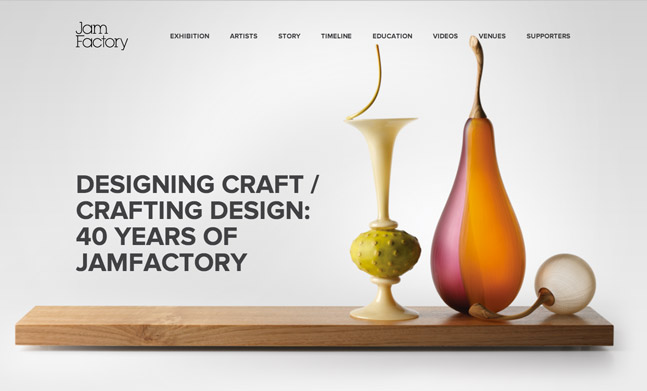 Jam
Factory
EXHIBITION ARTISTS STORY TIMELINE EDUCATION VIDEOS VENUES SUPPORTERS
DESIGNING CRAFT /
CRAFTING DESIGN:
40 YEARS OF
JAMFACTORY